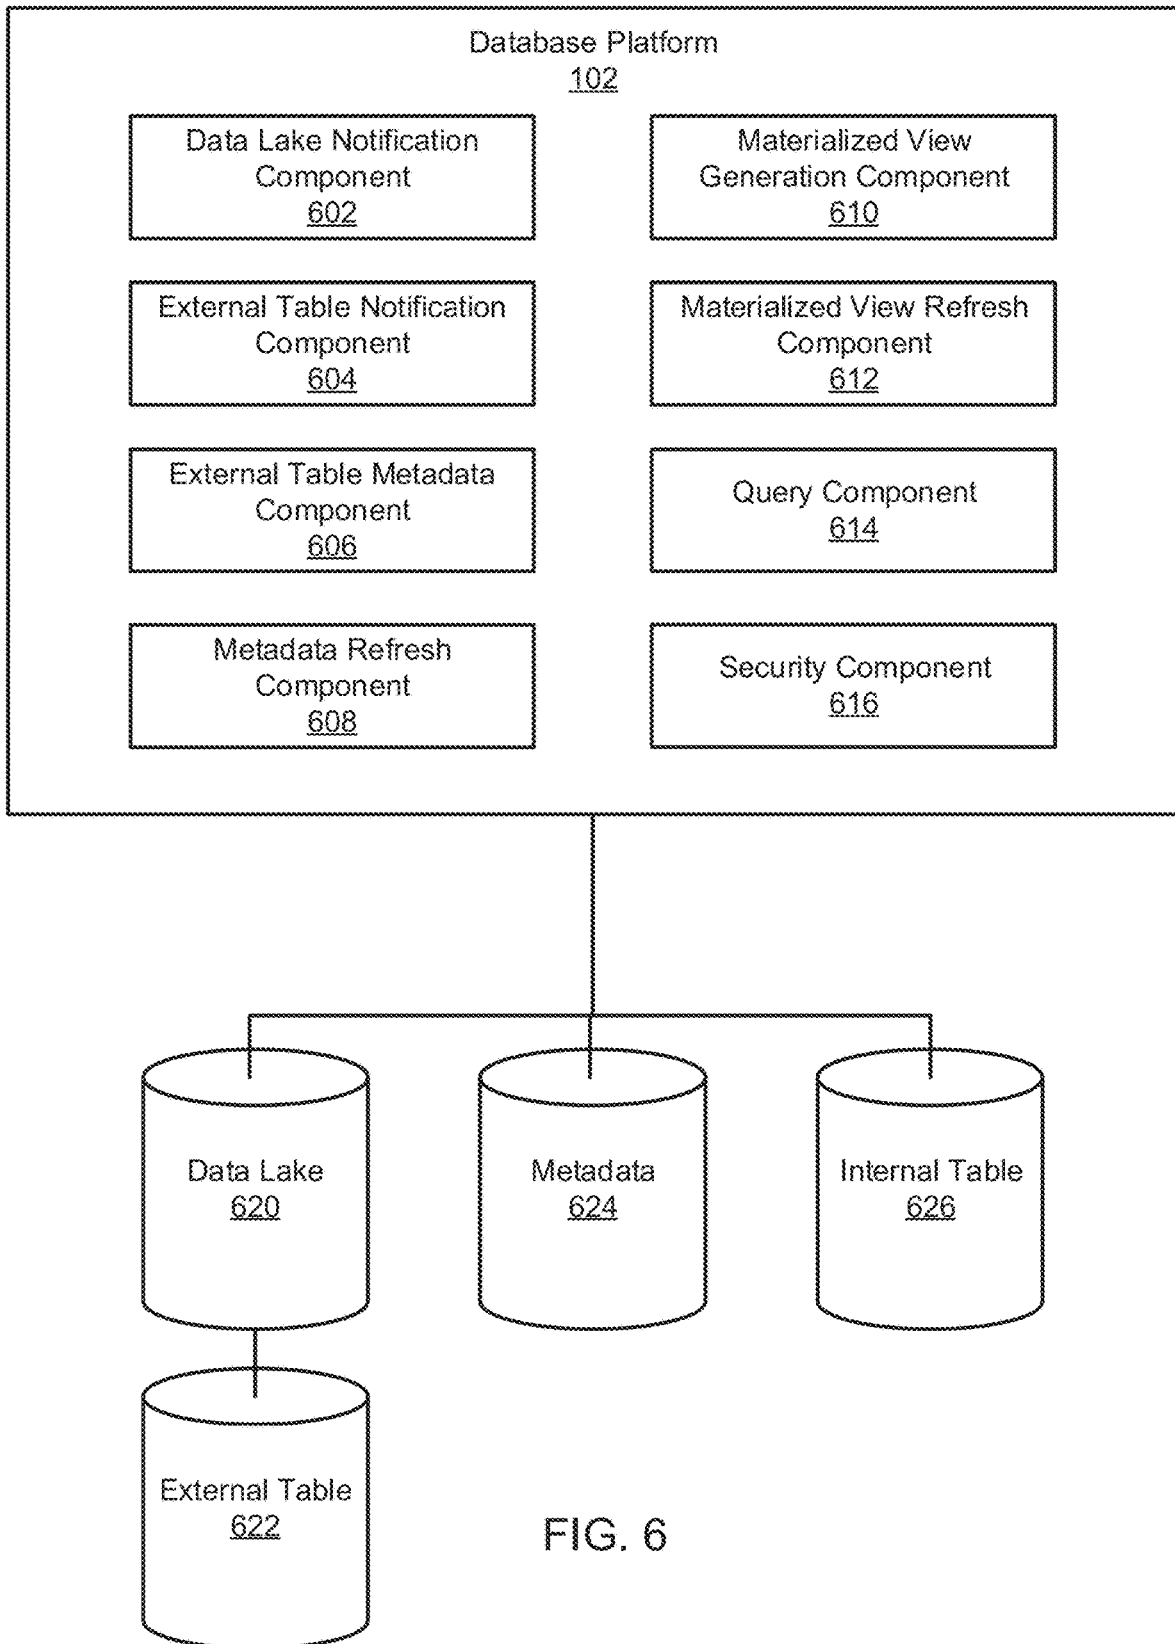 Database Platform
102
Data Lake Notification
Component
602
Materialized View
Generation Component
610
External Table Notification
Component
604
Materialized View Refresh
Component
612
External Table Metadata
Component
606
Query Component
614
Metadada Refresh
Component
608
Security Component
616
Data Lake
620
Metadata
624
Internal Table
626
External Table
622
FIG. 6